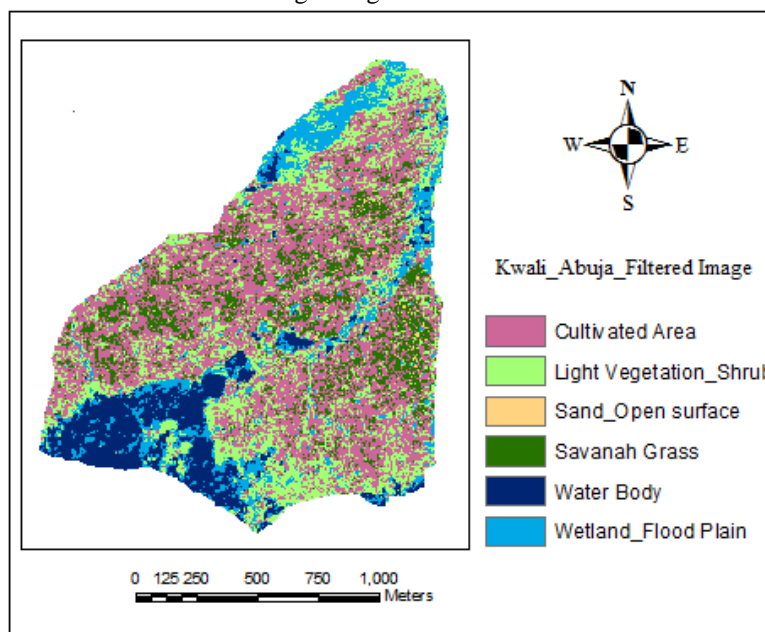 N
W E
S
Kwali_Abuja_Filtered Image
Cultivated Area
Light Vegetation_Shrub
Sand_Open surface
Savanah Grass
Water Body
Wetland_Flood Plain
0 125 250 500 750 1,000
Meters